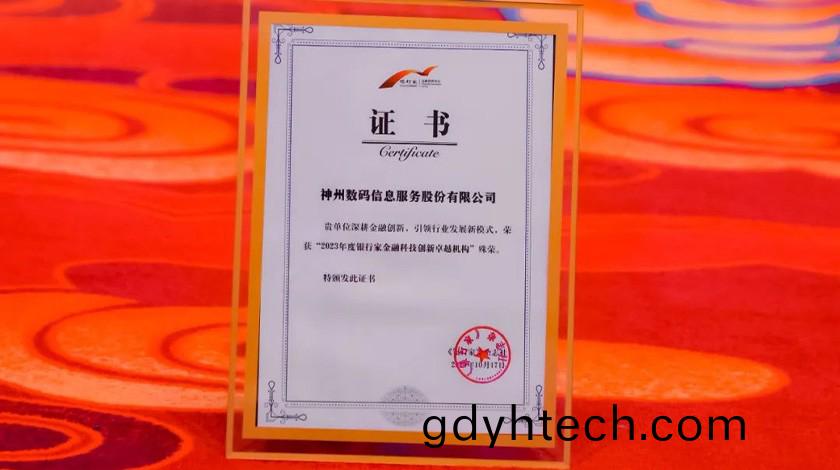 银行家
证 书
Certificate
神州数码信息服务股份有限公司
贵单位深耕金融创新，引领行业发展新模式，荣
获“2023年度银行家金融科技创新卓越机构”殊荣。
特颁发此证书
gdyhtech.com